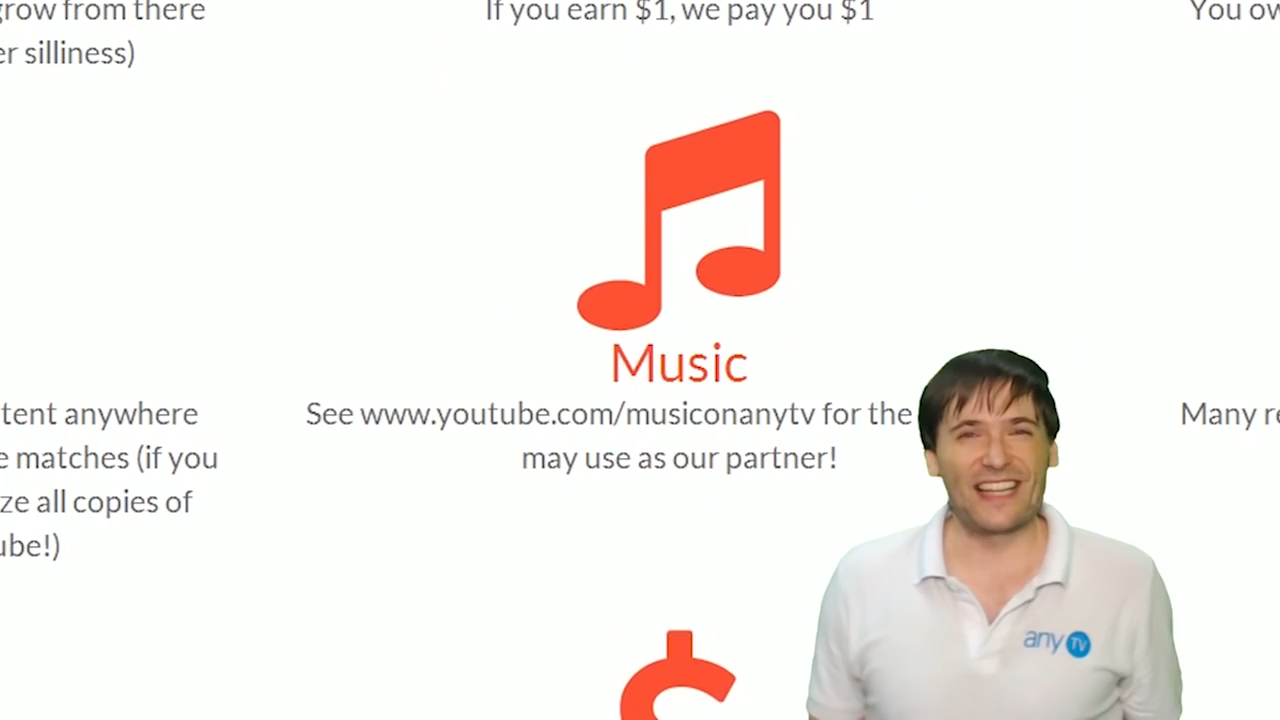 grow from there
er silliness)
If you earn $1, we pay you $1
You ow
Music
tent anywhere
e matches (if you
ze all copies of
ube!)
See www.youtube.com/musiconanytv for the
may use as our partner!
Many re
any TV